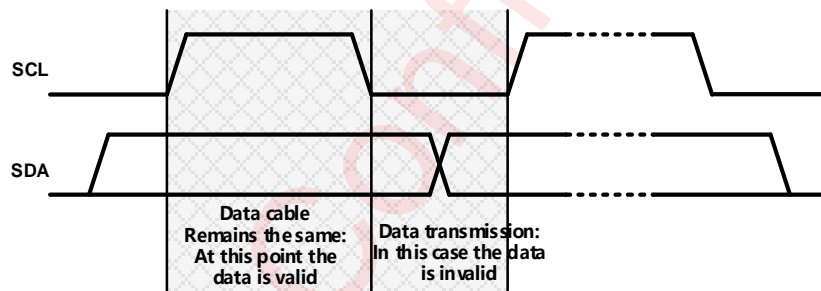 SCL
SDA
Data cable
Remains the same:
At this point the
data is valid
Data transmission:
In this case the data
is invalid